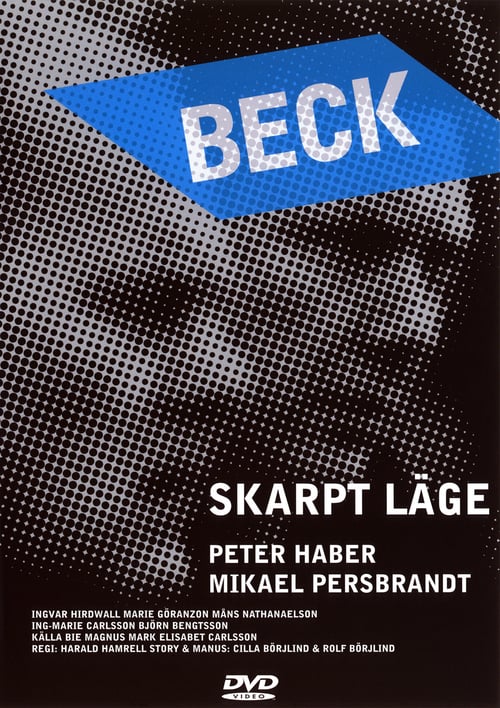 BECK
SKARPT LÄGE
PETER HABER
MIKAEL PERSBRANDT
INGVAR HIRDWALL MARIE GÖRANZON MÅNS NATHANAELSON
ING-MARIE CARLSSON BJÖRN BENGTSSON
KÄLLA BIE MAGNUS MARK ELISABET CARLSSON
REGI: HARALD HAMRELL STORY & MANUS: CILLA BÖRJLIND & ROLF BÖRJLIND
DVD
VIDEO